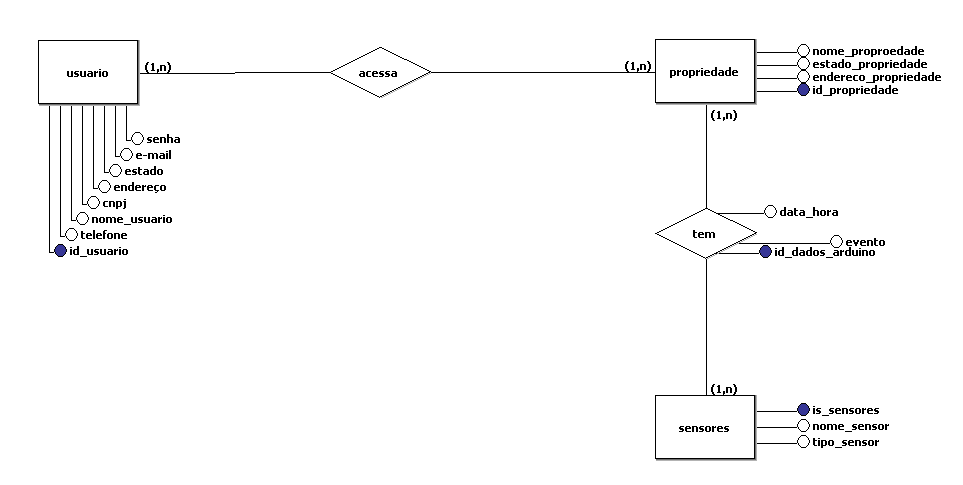 usuario
(1,n)
acessa
(1,n)
propriedade
nome_proproedade
estado_propriedade
endereco_propriedade
id_propriedade
(1,n)
senha
e-mail
estado
endereço
cnpj
nome_usuario
telefone
id_usuario
tem
data_hora
evento
id_dados_arduino
(1,n)
sensores
is_sensores
nome_sensor
tipo_sensor